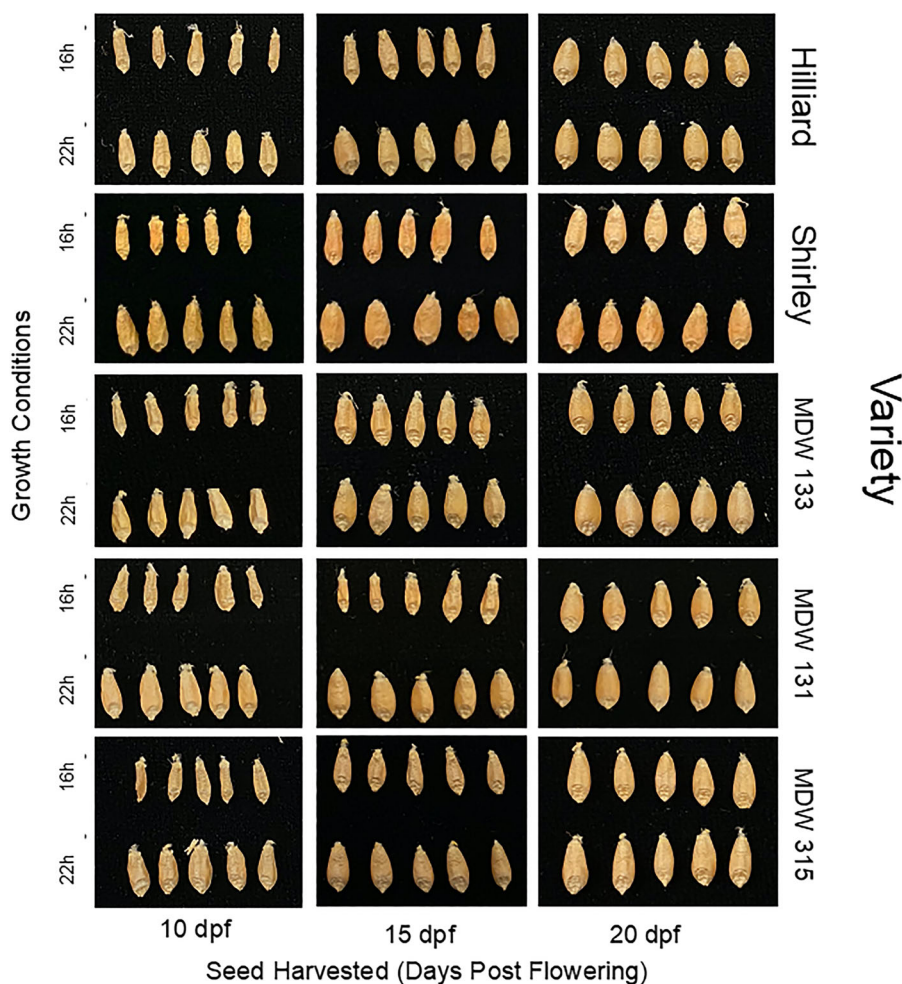 Growth Conditions
16h
22h
Hilliard
16h
22h
Shirley
16h
22h
MDW 133
16h
22h
MDW 131
16h
22h
MDW 315
Variety
10 dpf
15 dpf
20 dpf
Seed Harvested (Days Post Flowering)